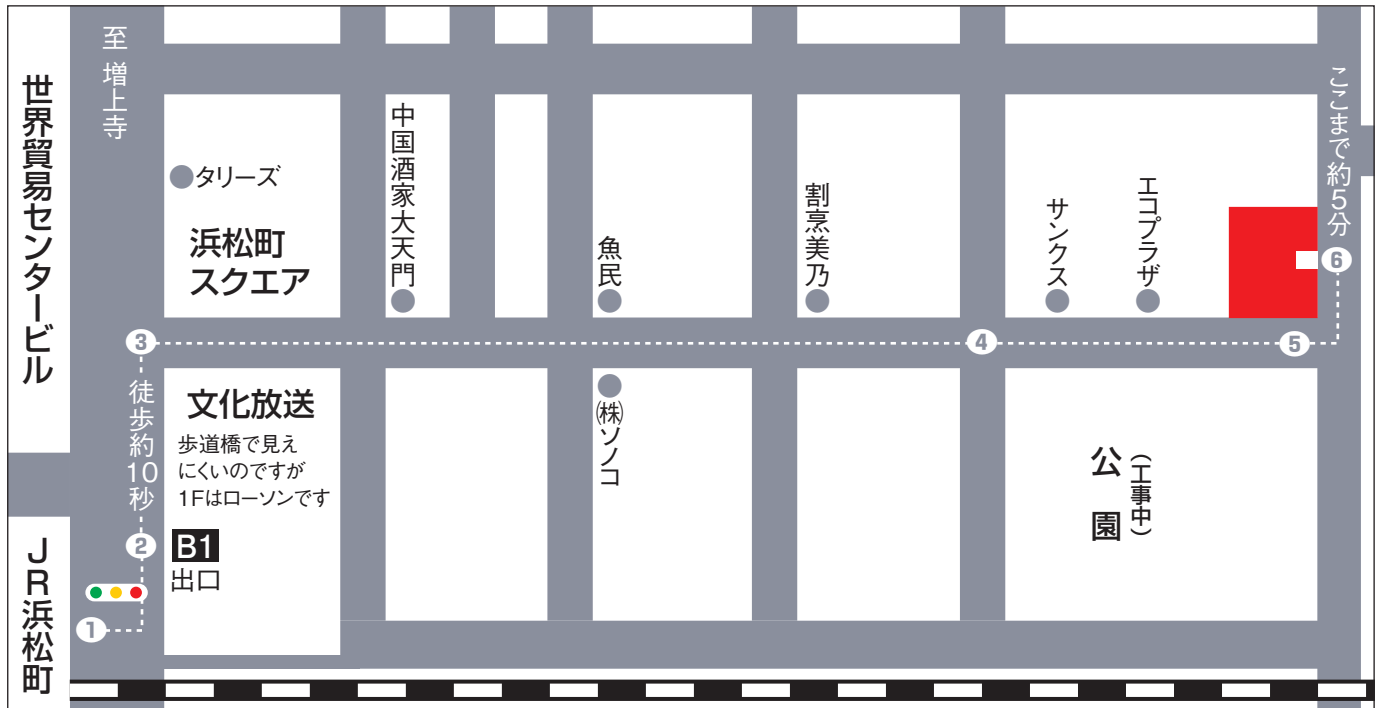 世界貿易センタービル
JR浜松町
至 増上寺
タリーズ
浜松町
スクエア
中国酒家大天門
魚民
割烹美乃
サンクス
エコプラザ
ここまで約5分
6
3
4
5
徒歩約10秒
文化放送
歩道橋で見え
にくいのですが
1Fはローソンです
㈱ソノコ
公園
(工事中)
2
B1
出口
1